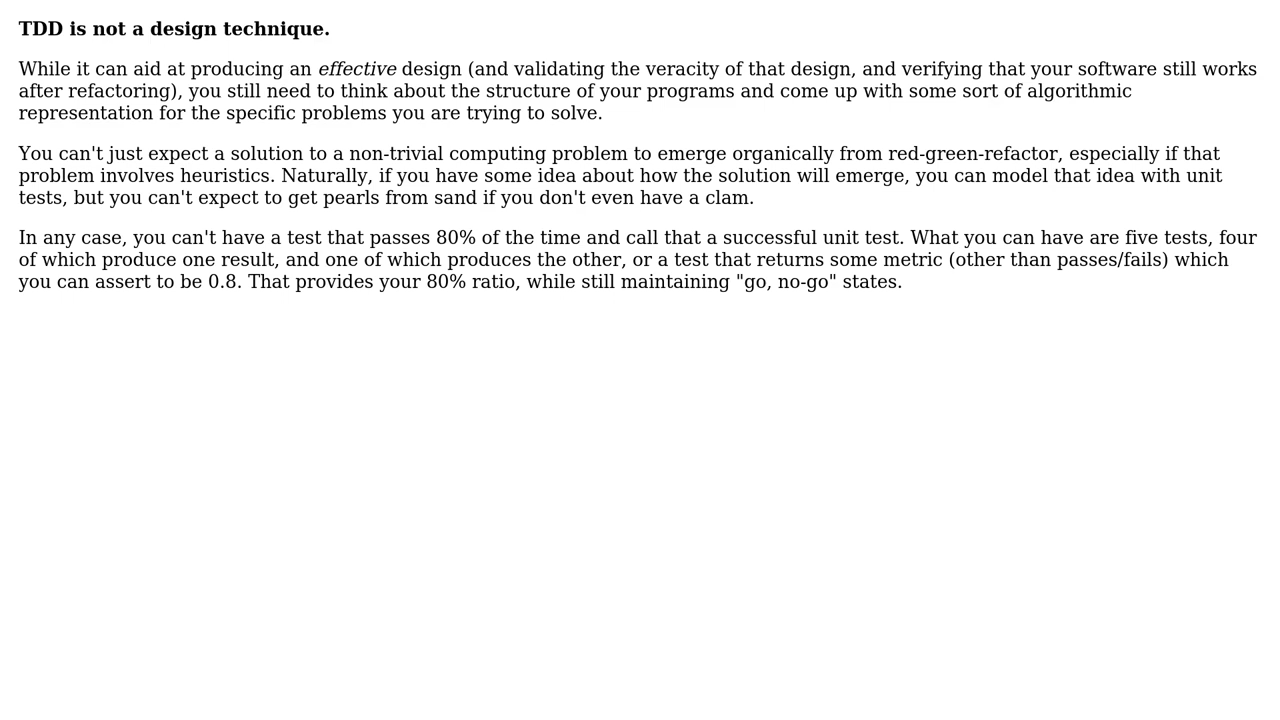 TDD is not a design technique.
While it can aid at producing an effective design (and validating the veracity of that design, and verifying that your software still works
after refactoring), you still need to think about the structure of your programs and come up with some sort of algorithmic
representation for the specific problems you are trying to solve.
You can't just expect a solution to a non-trivial computing problem to emerge organically from red-green-refactor, especially if that
problem involves heuristics. Naturally, if you have some idea about how the solution will emerge, you can model that idea with unit
tests, but you can't expect to get pearls from sand if you don't even have a clam.
In any case, you can't have a test that passes 80% of the time and call that a successful unit test. What you can have are five tests, four
of which produce one result, and one of which produces the other, or a test that returns some metric (other than passes/fails) which
you can assert to be 0.8. That provides your 80% ratio, while still maintaining "go, no-go" states.